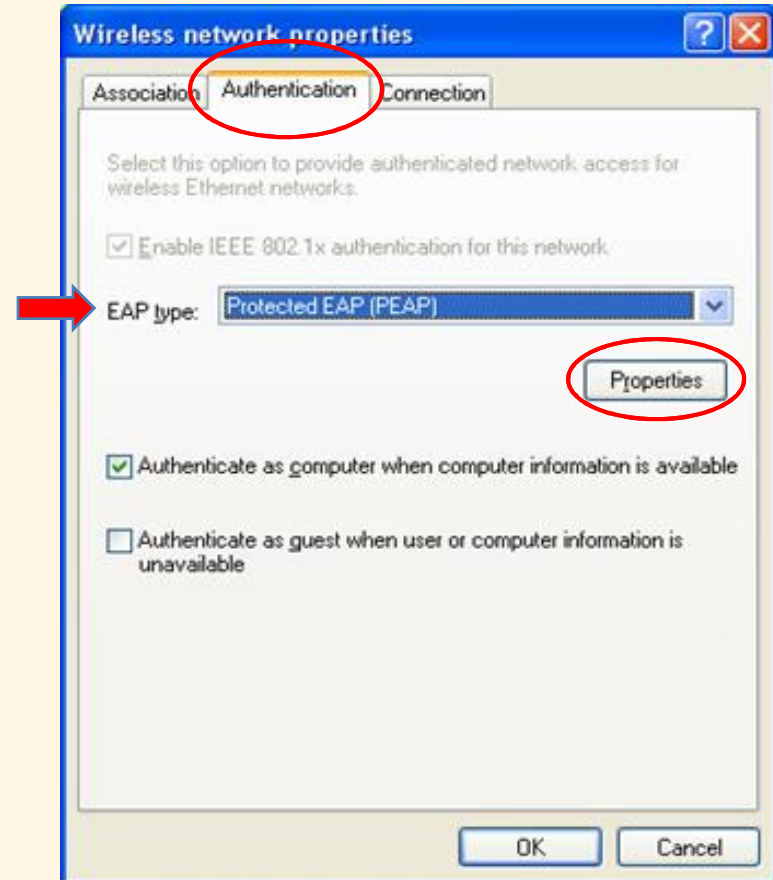 Wireless network properties
Association Authentication Connection
Select this option to provide authenticated network access for
wireless Ethernet networks.
Enable IEEE 802.1x authentication for this network
EAP type: Protected EAP (PEAP)
Properties
Authenticate as computer when computer information is available
Authenticate as guest when user or computer information is
unavailable
OK Cancel